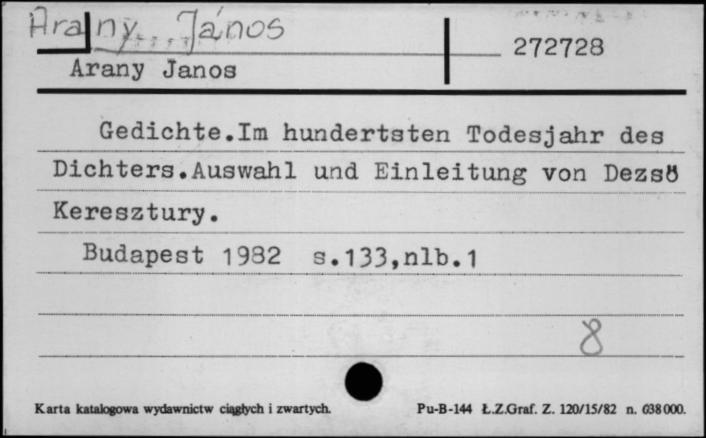 Arany János
272728
Arany Janos
Gedichte.Im hundertsten Todesjahr des
Dichters.Auswahl und Einleitung von Dezsö
Keresztury.
Budapest 1982 s.133,nlb.1
8
Karta katalogowa wydawnictw ciągłych i zwartych. Pu-B-144 Ł.Z.Graf. Z. 120/15/82 n. 638000.